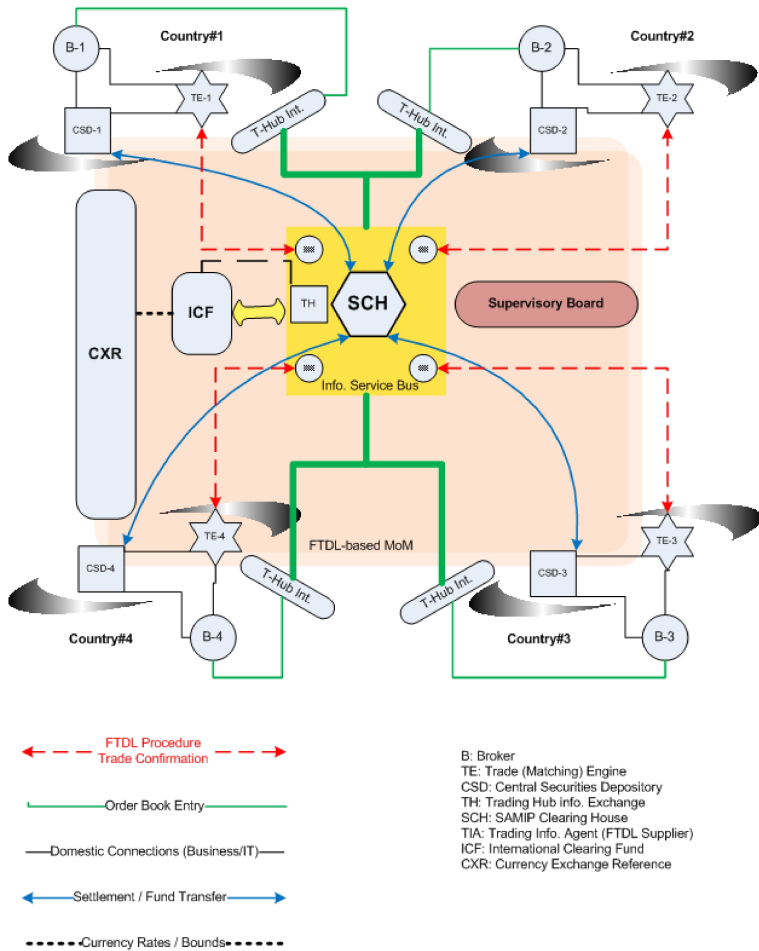 B-1
Country#1
B-2
Country#2
TE-1
T-Hub Int.
T-Hub Int.
TE-2
CSD-1
CSD-2
ICF
TH
SCH
Supervisory Board
CXR
Info. Service Bus
TE-4
FTDL-based MoM
TE-3
CSD-4
T-Hub Int.
T-Hub Int.
CSD-3
Country#4
B-4
Country#3
B-3
FTDL Procedure
Trade Confirmation
Order Book Entry
Domestic Connections (Business/IT)
Settlement / Fund Transfer
Currency Rates / Bounds
B: Broker
TE: Trade (Matching) Engine
CSD: Central Securities Depository
TH: Trading Hub info. Exchange
SCH: SAMIP Clearing House
TIA: Trading Info. Agent (FTDL Supplier)
ICF: International Clearing Fund
CXR: Currency Exchange Reference